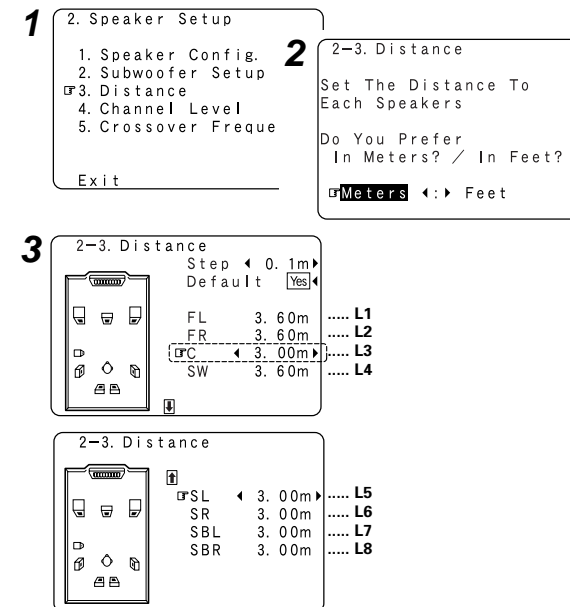 1
2. Speaker Setup
1. Speaker Config.
2. Subwoofer Setup
☞3. Distance
4. Channel Level
5. Crossover Freque
Exit
2
2−3. Distance
Set The Distance To
Each Speakers
Do You Prefer
In Meters? / In Feet?
☞Meters ◀:▶ Feet
3
2−3. Distance
Step ◀ 0. 1m▶
Default Yes◀
FL 3. 60m ..... L1
FR 3. 60m ..... L2
☞C ◀ 3. 00m▶ ..... L3
SW 3. 60m ..... L4
2−3. Distance
☞SL ◀ 3. 00m▶ ..... L5
SR 3. 00m ..... L6
SBL 3. 00m ..... L7
SBR 3. 00m ..... L8